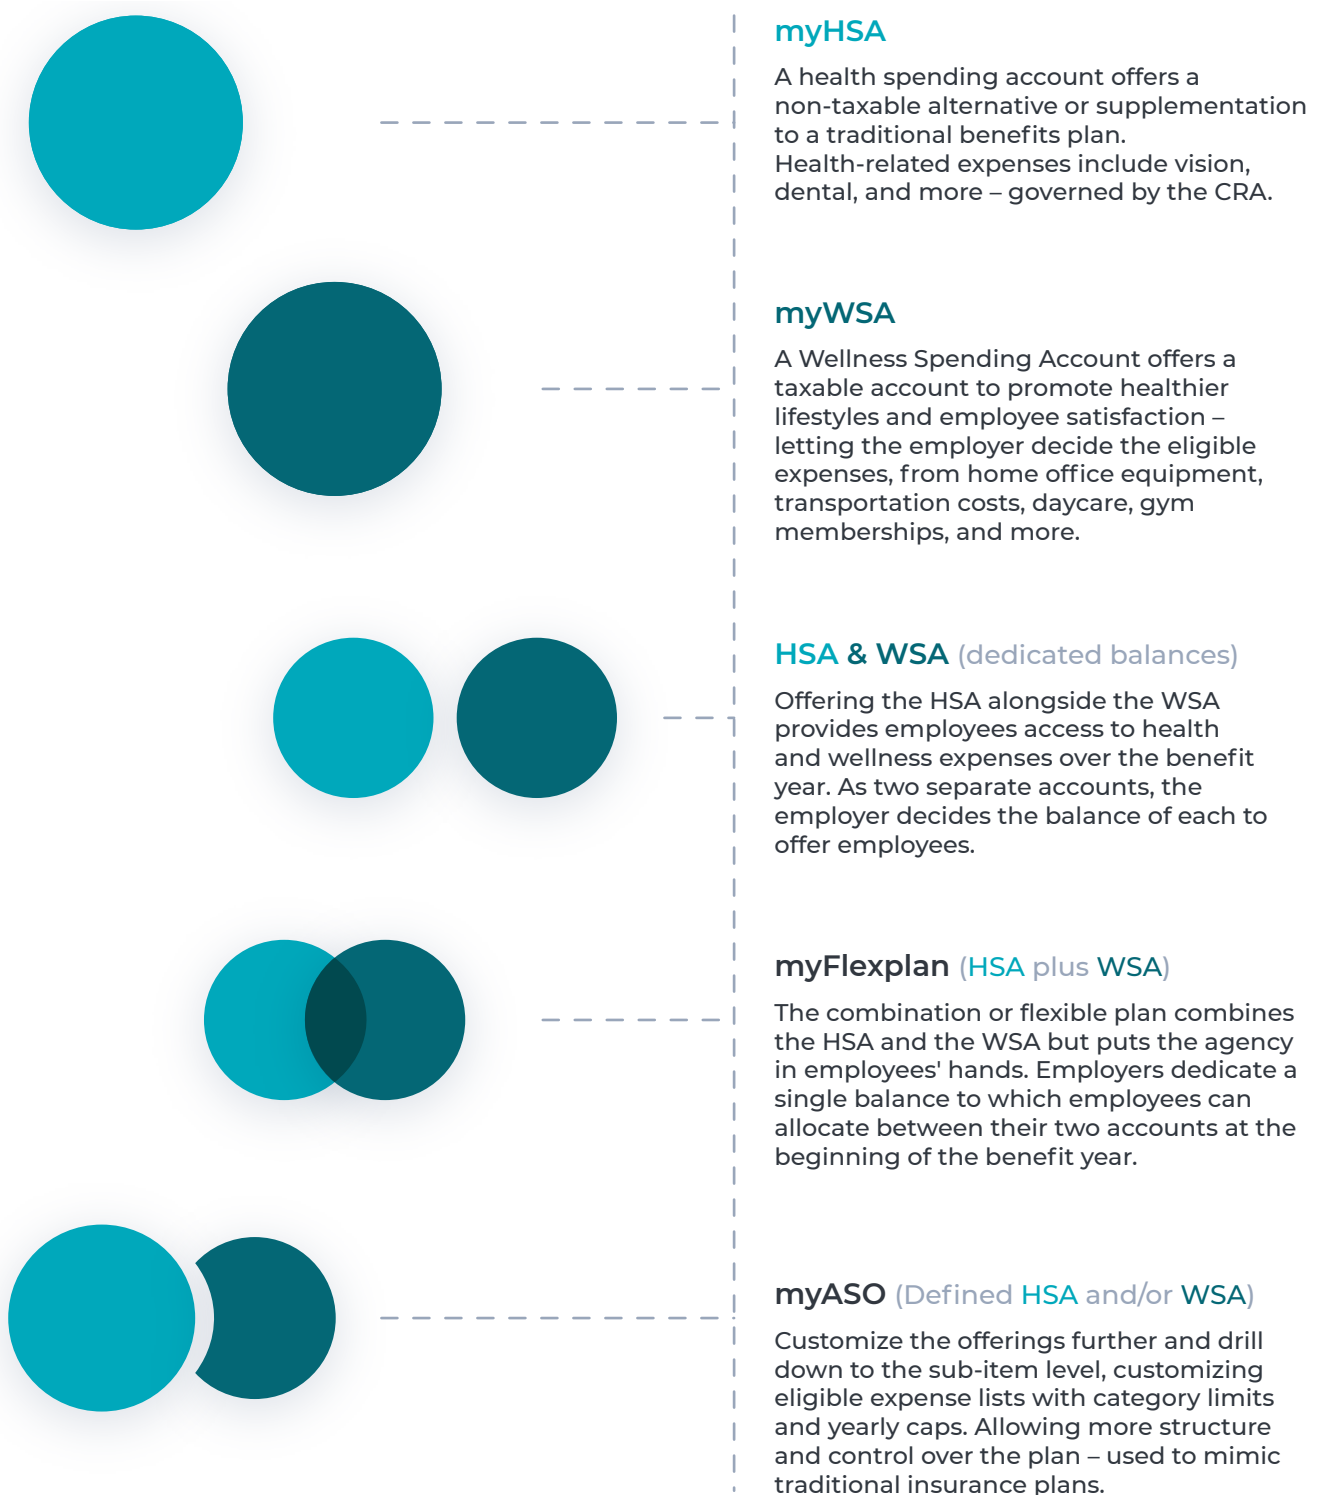 myHSA
A health spending account offers a
non-taxable alternative or supplementation
to a traditional benefits plan.
Health-related expenses include vision,
dental, and more – governed by the CRA.
myWSA
A Wellness Spending Account offers a
taxable account to promote healthier
lifestyles and employee satisfaction –
letting the employer decide the eligible
expenses, from home office equipment,
transportation costs, daycare, gym
memberships, and more.
HSA & WSA (dedicated balances)
Offering the HSA alongside the WSA
provides employees access to health
and wellness expenses over the benefit
year. As two separate accounts, the
employer decides the balance of each to
offer employees.
myFlexplan (HSA plus WSA)
The combination or flexible plan combines
the HSA and the WSA but puts the agency
in employees' hands. Employers dedicate a
single balance to which employees can
allocate between their two accounts at the
beginning of the benefit year.
myASO (Defined HSA and/or WSA)
Customize the offerings further and drill
down to the sub-item level, customizing
eligible expense lists with category limits
and yearly caps. Allowing more structure
and control over the plan – used to mimic
traditional insurance plans.